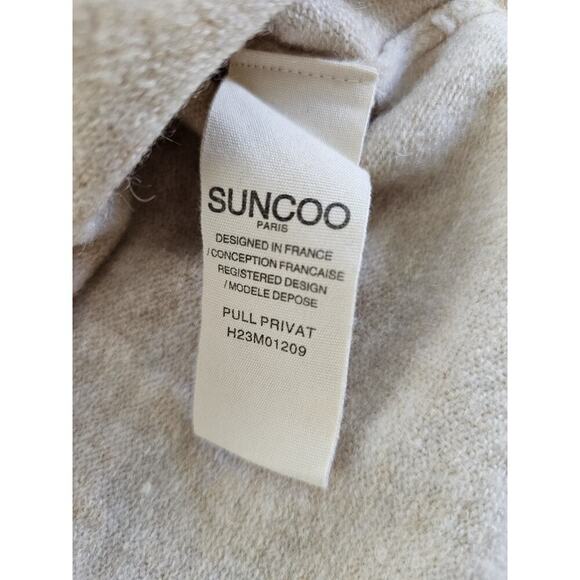 SUNCOO
PARIS
DESIGNED IN FRANCE
/ CONCEPTION FRANCAISE
REGISTERED DESIGN
/ MODELE DEPOSE
PULL PRIVAT
H23M01209